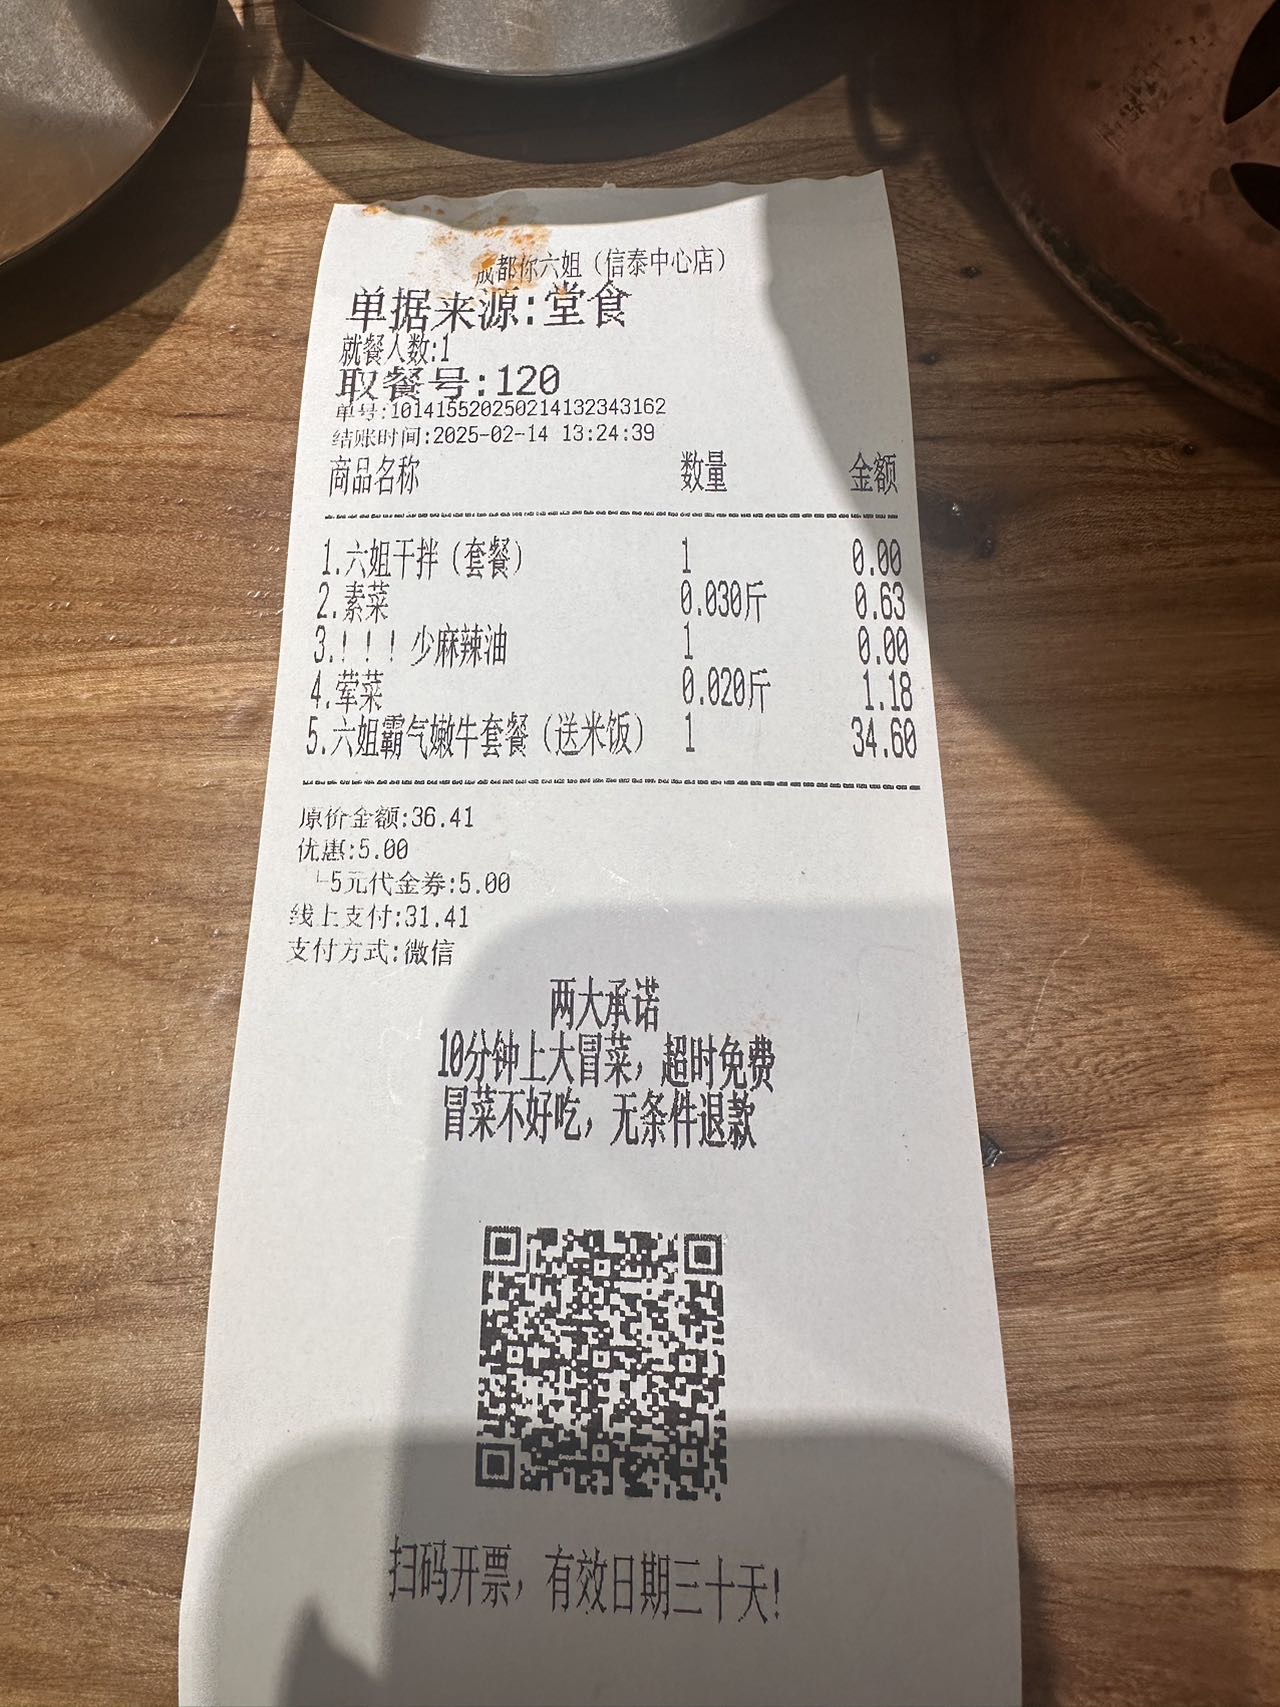 成都你六姐（信泰中心店）
单据来源:堂食
就餐人数:1
取餐号:120
单号:101415520250214132343162
结账时间:2025-02-14 13:24:39
商品名称 数量 金额
1.六姐干拌（套餐） 1 0.00
2.素菜 0.030斤 0.63
3.！！！少麻辣油 1 0.00
4.荤菜 0.020斤 1.18
5.六姐霸气嫩牛套餐（送米饭） 1 34.60
原价金额:36.41
优惠:5.00
└5元代金券:5.00
线上支付:31.41
支付方式:微信
两大承诺
10分钟上大冒菜，超时免费
冒菜不好吃，无条件退款
扫码开票，有效日期三十天!